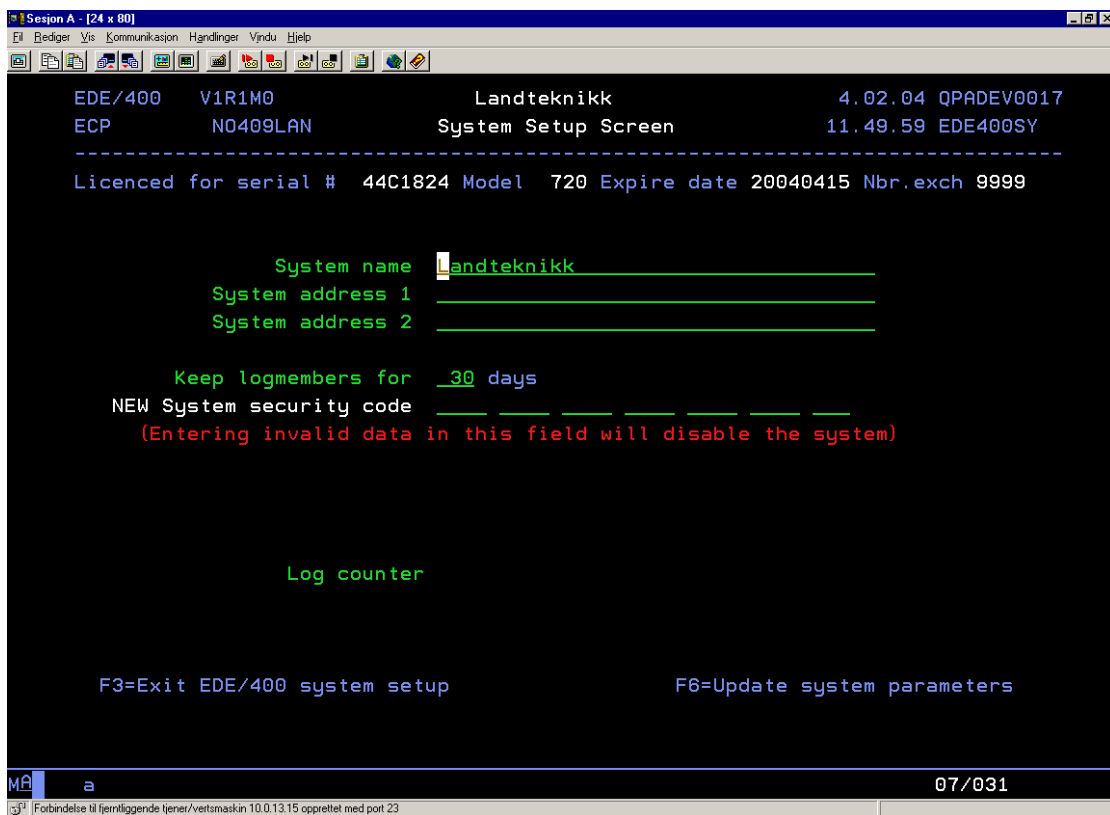 Sesjon A - [24 x 80]
Fil Rediger Vis Kommunikasjon Handlinger Vindu Hjelp
EDE/400 V1R1M0 Landteknikk 4.02.04 QPADEV0017
ECP NO409LAN System Setup Screen 11.49.59 EDE400SY
-------------------------------------------------------------------------------
Licenced for serial # 44C1824 Model 720 Expire date 20040415 Nbr.exch 9999
System name Landteknikk
System address 1
System address 2
Keep logmembers for 30 days
NEW System security code
(Entering invalid data in this field will disable the system)
Log counter
F3=Exit EDE/400 system setup F6=Update system parameters
MA a 07/031
Forbindelse til fjerntliggende tjener/vertsmaskin 10.0.13.15 opprettet med port 23